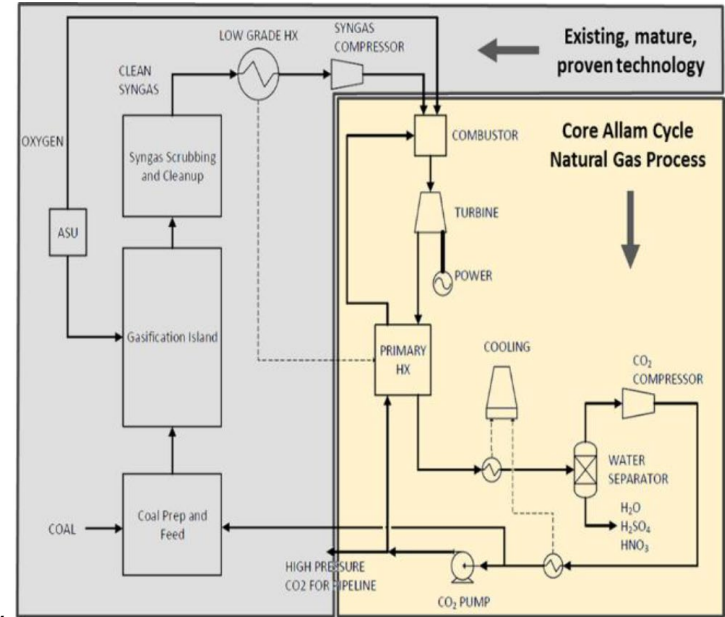 LOW GRADE HX
SYNGAS
COMPRESSOR
Existing, mature,
proven technology
CLEAN
SYNGAS
OXYGEN
Syngas Scrubbing
and Cleanup
COMBUSTOR
Core Allam Cycle
Natural Gas Process
ASU
TURBINE
POWER
Gasification Island
PRIMARY
HX
COOLING
CO₂
COMPRESSOR
WATER
SEPARATOR
H₂O
H₂SO₄
HNO₃
COAL
Coal Prep and
Feed
HIGH PRESSURE
CO2 FOR PIPELINE
CO₂ PUMP